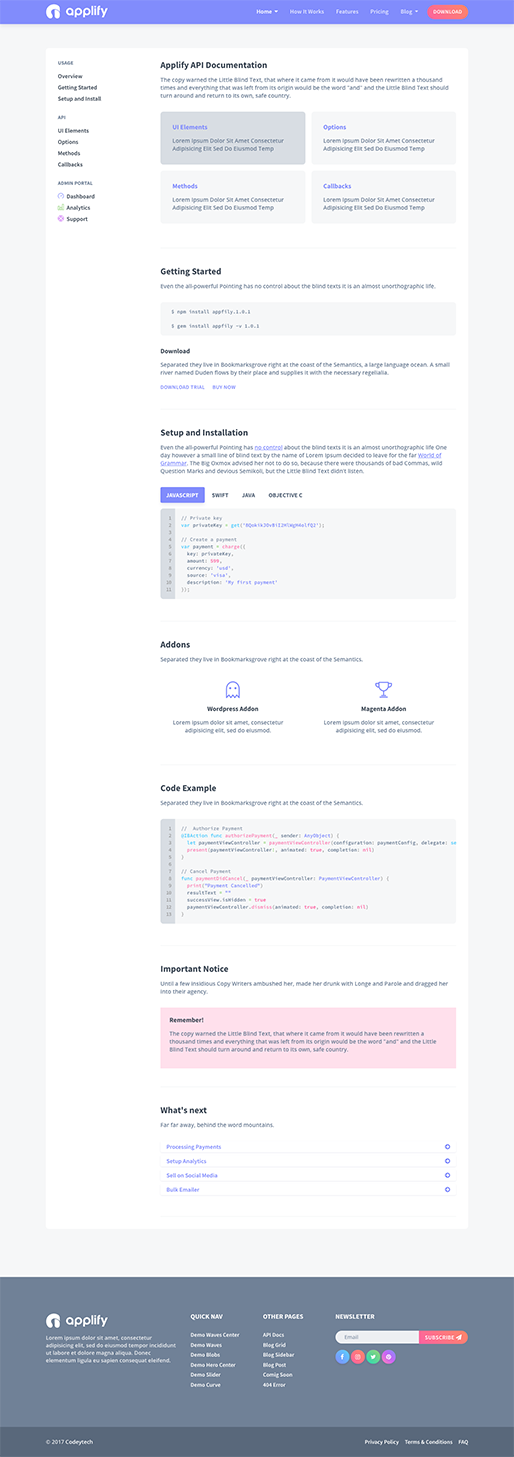 applify
Home How It Works Features Pricing Blog DOWNLOAD
USAGE
Overview
Getting Started
Setup and Install
API
UI Elements
Options
Methods
Callbacks
ADMIN PORTAL
Dashboard
Analytics
Support
Applify API Documentation
The copy warned the Little Blind Text, that where it came from it would have been rewritten a thousand
times and everything that was left from its origin would be the word "and" and the Little Blind Text should
turn around and return to its own, safe country.
UI Elements
Lorem Ipsum Dolor Sit Amet Consectetur
Adipisicing Elit Sed Do Eiusmod Temp
Options
Lorem Ipsum Dolor Sit Amet Consectetur
Adipisicing Elit Sed Do Eiusmod Temp
Methods
Lorem Ipsum Dolor Sit Amet Consectetur
Adipisicing Elit Sed Do Eiusmod Temp
Callbacks
Lorem Ipsum Dolor Sit Amet Consectetur
Adipisicing Elit Sed Do Eiusmod Temp
Getting Started
Even the all-powerful Pointing has no control about the blind texts it is an almost unorthographic life.
$ npm install appfily.1.0.1
$ gem install appfily -v 1.0.1
Download
Separated they live in Bookmarksgrove right at the coast of the Semantics, a large language ocean. A small
river named Duden flows by their place and supplies it with the necessary regelialia.
DOWNLOAD TRIAL BUY NOW
Setup and Installation
Even the all-powerful Pointing has no control about the blind texts it is an almost unorthographic life One
day however a small line of blind text by the name of Lorem Ipsum decided to leave for the far World of
Grammar. The Big Oxmox advised her not to do so, because there were thousands of bad Commas, wild
Question Marks and devious Semikoli, but the Little Blind Text didn't listen.
JAVASCRIPT SWIFT JAVA OBJECTIVE C
1 // Private key
2 var privateKey = get(
3
4 // Create a payment
5 var payment = charge({
6 key: privateKey,
7 amount: 599,
8 currency: 'usd',
9 source: 'visa',
10 description: 'My first payment'
11 });
Addons
Separated they live in Bookmarksgrove right at the coast of the Semantics.
Wordpress Addon
Lorem ipsum dolor sit amet, consectetur
adipisicing elit, sed do eiusmod.
Magenta Addon
Lorem ipsum dolor sit amet, consectetur
adipisicing elit, sed do eiusmod.
Code Example
Separated they live in Bookmarksgrove right at the coast of the Semantics.
1 // Authorize Payment
2 @IBAction func authorizePayment(_ sender: AnyObject) {
3 let paymentViewController = paymentViewController(configuration: paymentConfig, delegate: se
4 present(paymentViewController!, animated: true, completion: nil)
5 }
6
7 // Cancel Payment
8 func paymentDidCancel(_ paymentViewController: PaymentViewController) {
9 print("Payment Cancelled")
10 resultText = ""
11 successView.isHidden = true
12 paymentViewController.dismiss(animated: true, completion: nil)
13 }
Important Notice
Until a few insidious Copy Writers ambushed her, made her drunk with Longe and Parole and dragged her
into their agency.
Remember!
The copy warned the Little Blind Text, that where it came from it would have been rewritten a
thousand times and everything that was left from its origin would be the word "and" and the Little
Blind Text should turn around and return to its own, safe country.
What's next
Far far away, behind the word mountains.
Processing Payments
Setup Analytics
Sell on Social Media
Bulk Emailer
applify
Lorem ipsum dolor sit amet, consectetur
adipisicing elit, sed do eiusmod tempor incididunt
ut labore et dolore magna aliqua. Donec
elementum ligula eu sapien consequat eleifend.
QUICK NAV
Demo Waves Center
Demo Waves
Demo Blobs
Demo Hero Center
Demo Slider
Demo Curve
OTHER PAGES
API Docs
Blog Grid
Blog Sidebar
Blog Post
Comig Soon
404 Error
NEWSLETTER
Email SUBSCRIBE
© 2017 Codeytech
Privacy Policy Terms & Conditions FAQ